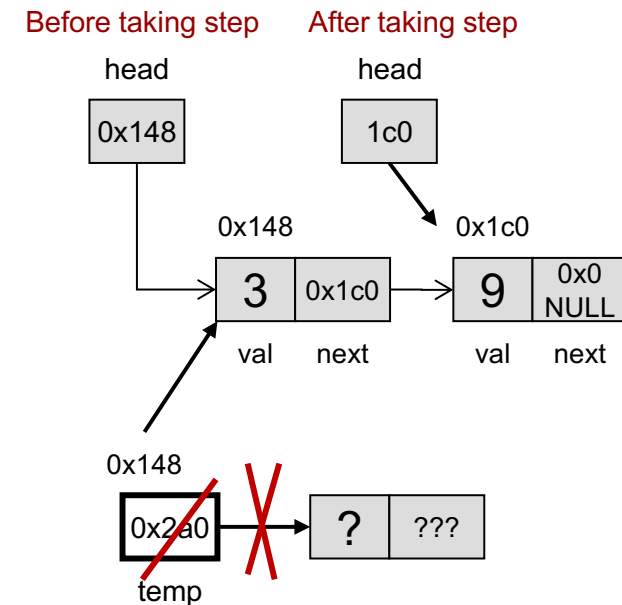 Before taking step After taking step
head head
0x148 1c0
0x148 0x1c0
3 0x1c0 9 0x0
NULL
val next val next
0x148
0x2a0 ? ???
temp